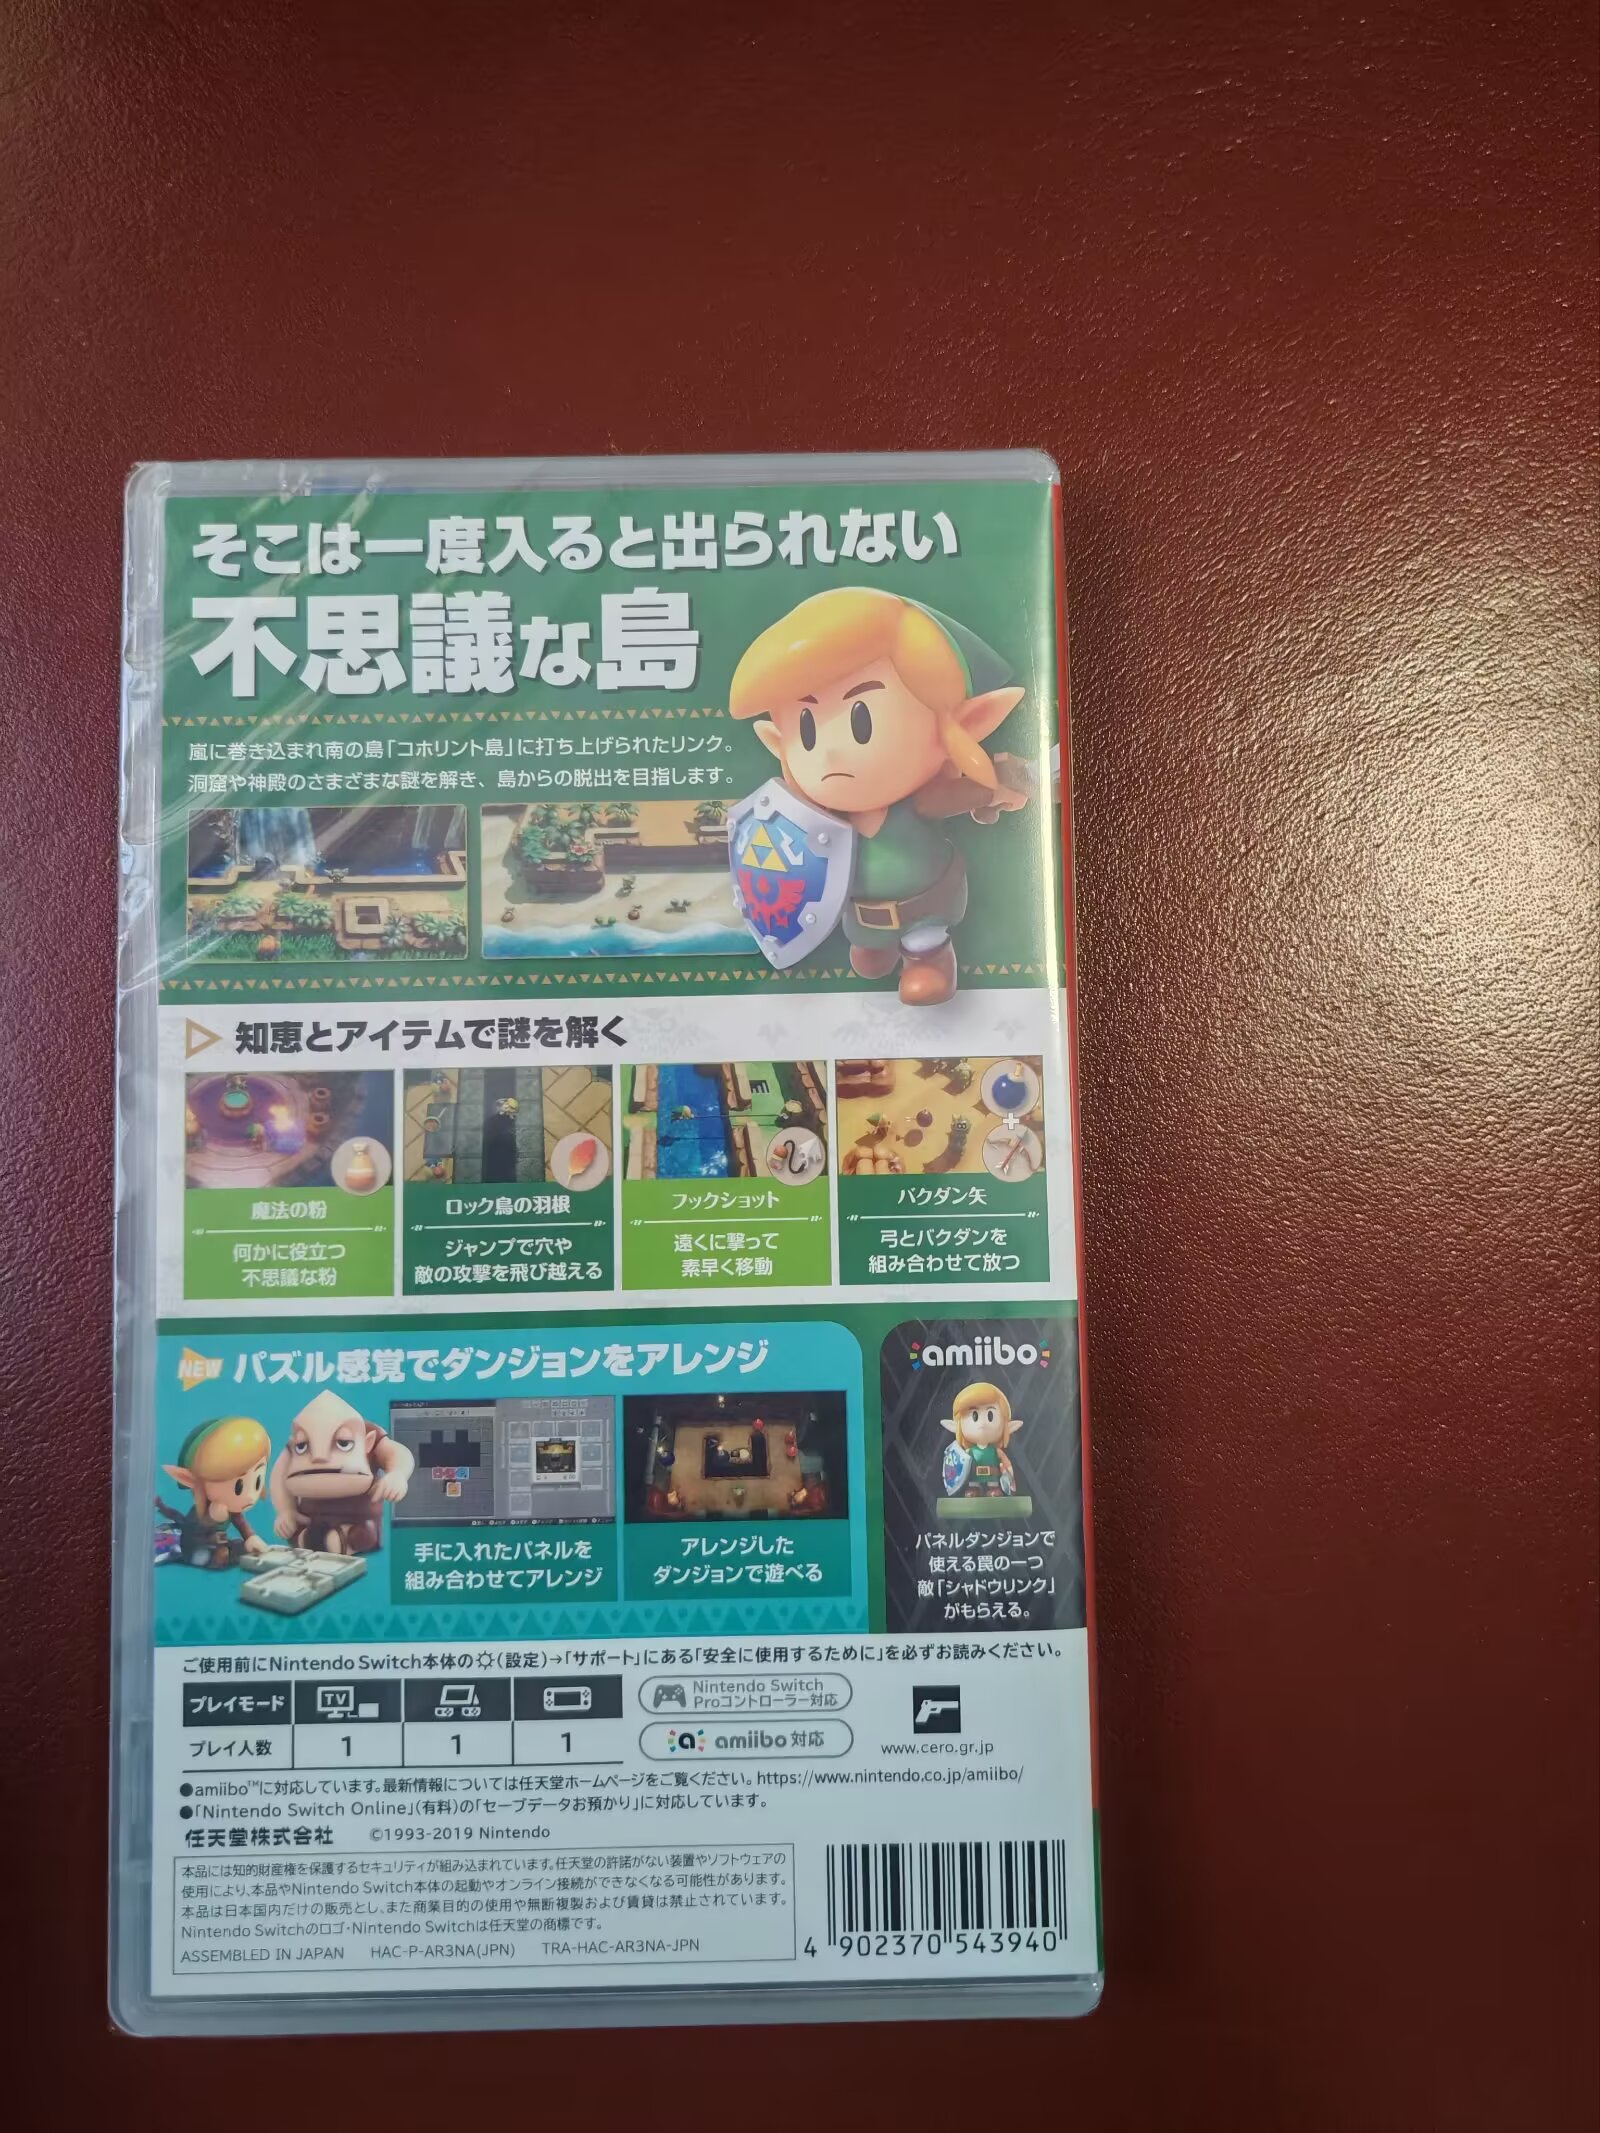 そこは一度入ると出られない
不思議な島
嵐に巻き込まれ南の島「コホリント島」に打ち上げられたリンク。
洞窟や神殿のさまざまな謎を解き、島からの脱出を目指します。
知恵とアイテムで謎を解く
魔法の粉
何かに役立つ
不思議な粉
ロック鳥の羽根
ジャンプで穴や
敵の攻撃を飛び越える
フックショット
遠くに撃って
素早く移動
バクダン矢
弓とバクダンを
組み合わせて放つ
NEW パズル感覚でダンジョンをアレンジ
手に入れたパネルを
組み合わせてアレンジ
アレンジした
ダンジョンで遊べる
amiibo
パネルダンジョンで
使える罠の一つ
敵「シャドウリンク」
がもらえる。
ご使用前にNintendo Switch本体の(設定)→「サポート」にある「安全に使用するために」を必ずお読みください。
プレイモード TV
プレイ人数 1 1 1
Nintendo Switch
Proコントローラー対応
amiibo 対応
www.cero.gr.jp
●amiibo™に対応しています。最新情報については任天堂ホームページをご覧ください。https://www.nintendo.co.jp/amiibo/
●「Nintendo Switch Online」(有料)の「セーブデータお預かり」に対応しています。
任天堂株式会社 ©1993-2019 Nintendo
本品には知的財産権を保護するセキュリティが組み込まれています。任天堂の許諾がない装置やソフトウェアの
使用により、本品やNintendo Switch本体の起動やオンライン接続ができなくなる可能性があります。
本品は日本国内だけの販売とし、また商業目的の使用や無断複製および賃貸は禁止されています。
Nintendo Switchのロゴ・Nintendo Switchは任天堂の商標です。
ASSEMBLED IN JAPAN HAC-P-AR3NA(JPN) TRA-HAC-AR3NA-JPN
4 902370 543940